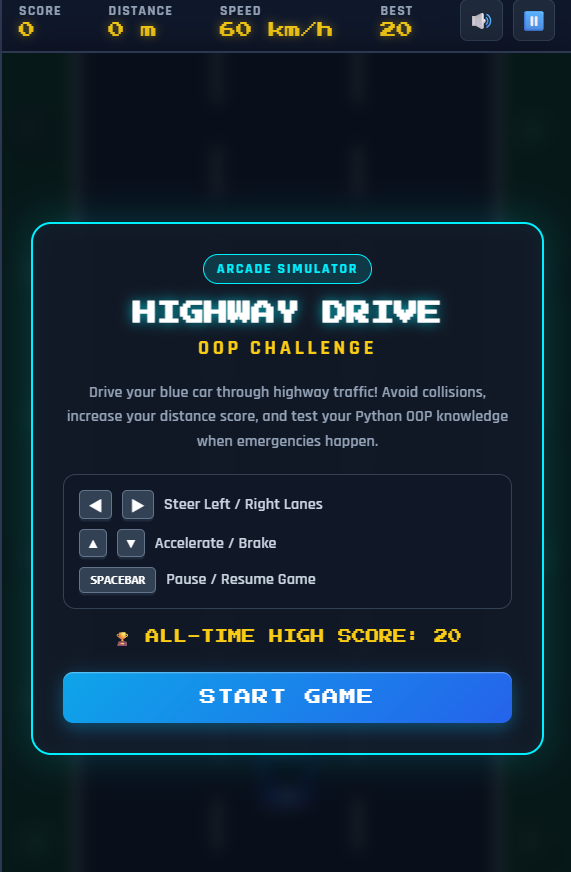 SCORE DISTANCE SPEED BEST
0 0 m 60 km/h 20
ARCADE SIMULATOR
HIGHWAY DRIVE
OOP CHALLENGE
Drive your blue car through highway traffic! Avoid collisions,
increase your distance score, and test your Python OOP knowledge
when emergencies happen.
◀ ▶ Steer Left / Right Lanes
▲ ▼ Accelerate / Brake
SPACEBAR Pause / Resume Game
🏆 ALL-TIME HIGH SCORE: 20
START GAME